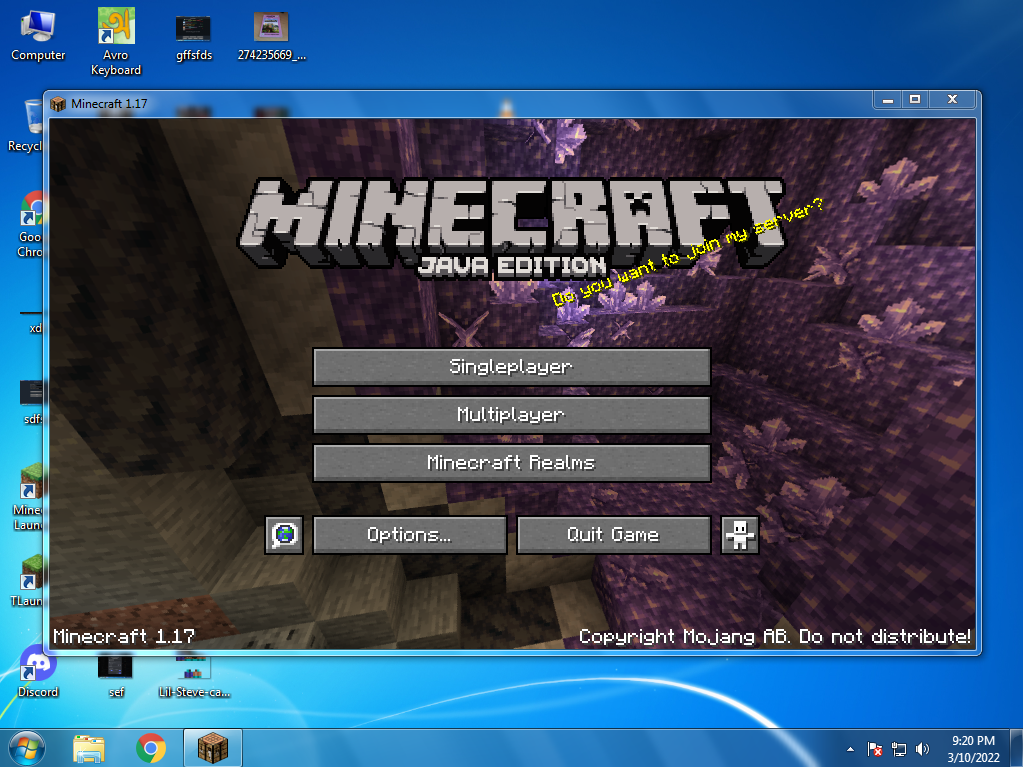 Computer
Avro
Keyboard
gffsfds
274235669_...
Minecraft 1.17
Recycl
MINECRAFT
JAVA EDITION
Do you want to join my server?
Goo
Chro
xd
Singleplayer
Multiplayer
Minecraft Realms
sdfs
Mine
Laun
Options...
Quit Game
TLaun
Minecraft 1.17
Copyright Mojang AB. Do not distribute!
Discord
sef
Lil-Steve-ca...
9:20 PM
3/10/2022